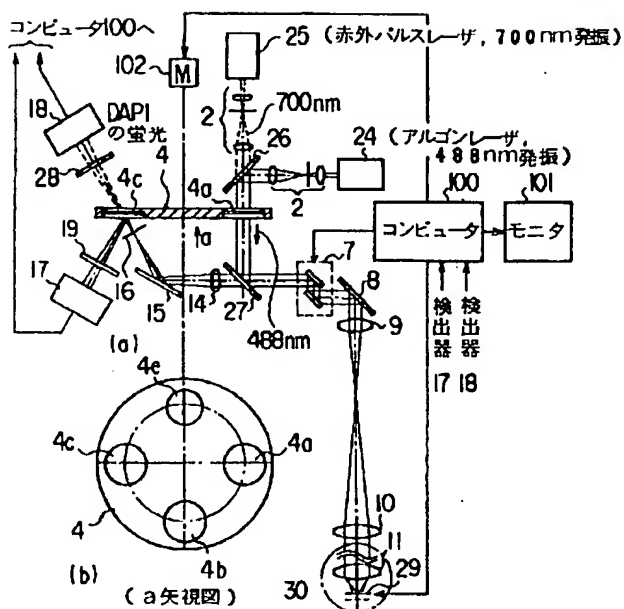 コンピュータ100へ
25 (赤外パルスレーザ,700nm発振)
102 M
18
DAPI
の蛍光
2
700nm
26
24 (アルゴンレーザ,
488nm発振)
28
4c
4
4a
2
100
101
a
7
コンピュータ
モニタ
19
17
16
15
14
27
8
9
488nm
検出器
17
検出器
18
(a)
4e
4c
4a
4
4b
10
11
29
30
(b)
(a矢視図)